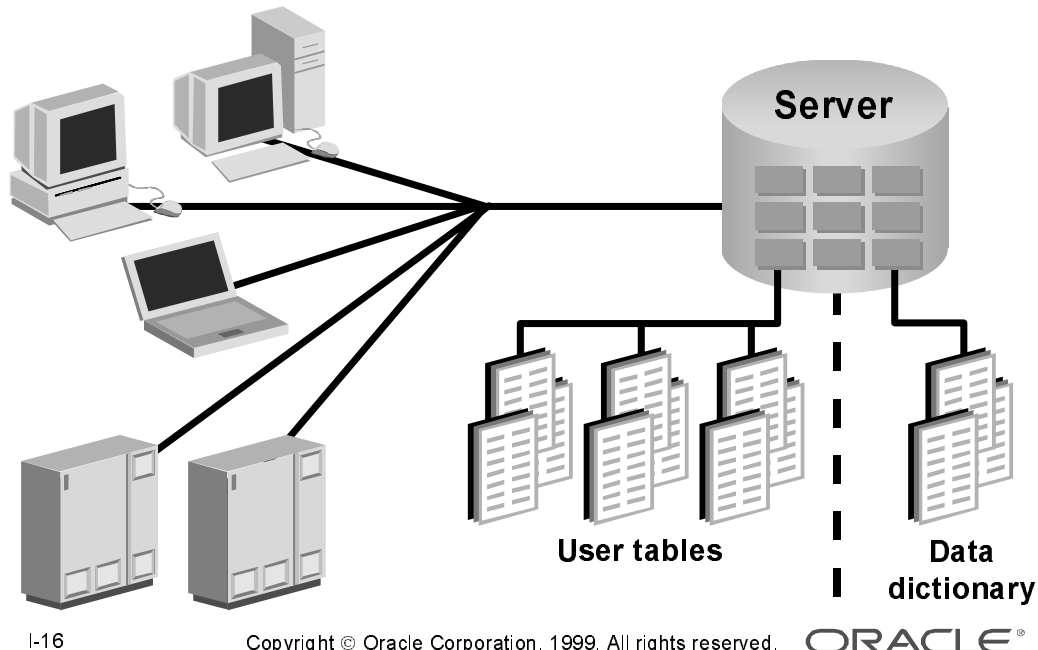 Server
User tables
Data
dictionary
I-16
Copyright © Oracle Corporation, 1999. All rights reserved.
ORACLE®